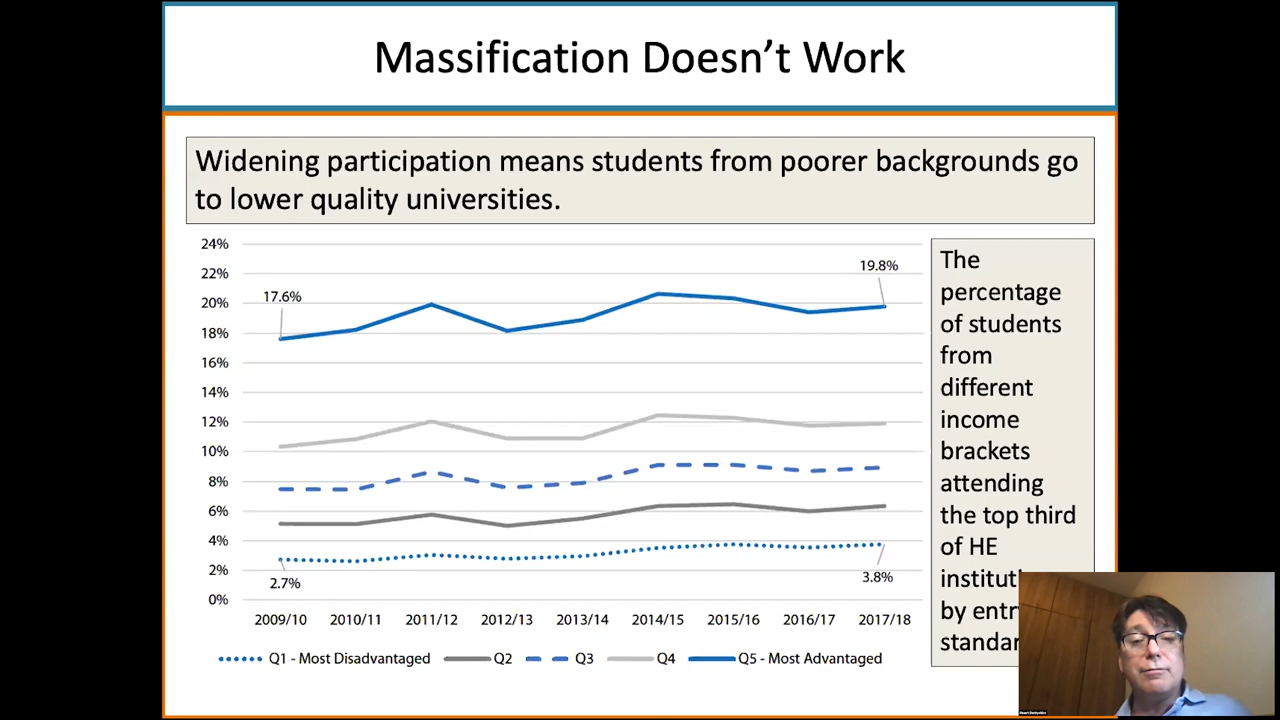 Massification Doesn't Work
Widening participation means students from poorer backgrounds go
to lower quality universities.
24%
22%
20%
18%
16%
14%
12%
10%
8%
6%
4%
2%
0%
17.6%
19.8%
2.7%
3.8%
2009/10 2010/11 2011/12 2012/13 2013/14 2014/15 2015/16 2016/17 2017/18
Q1 - Most Disadvantaged Q2 Q3 Q4 Q5 - Most Advantaged
The
percentage
of students
from
different
income
brackets
attending
the top third
of HE
by